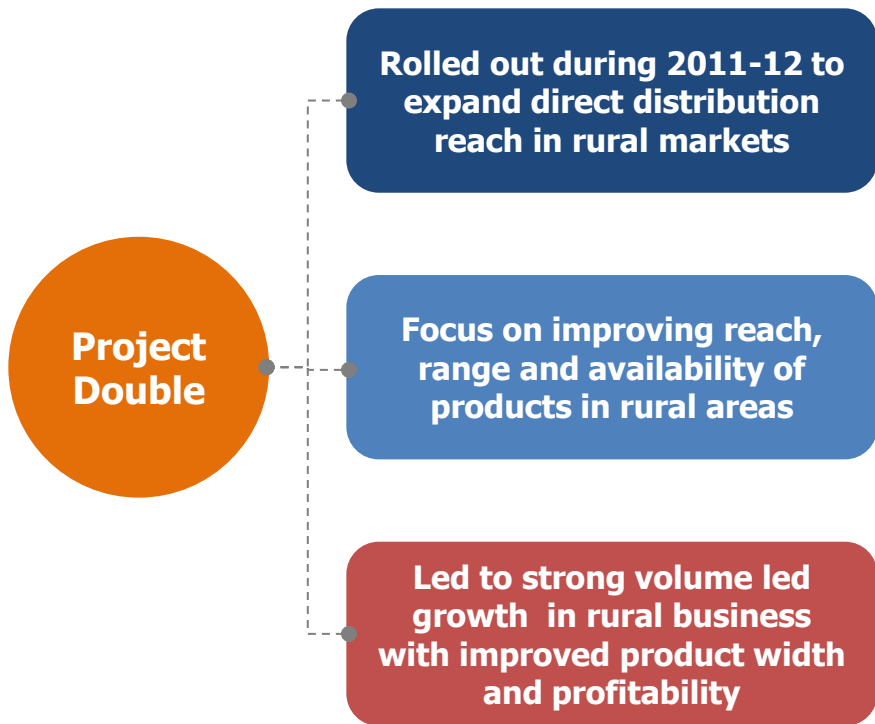 Rolled out during 2011-12 to
expand direct distribution
reach in rural markets
Project
Double
Focus on improving reach,
range and availability of
products in rural areas
Led to strong volume led
growth  in rural business
with improved product width
and profitability